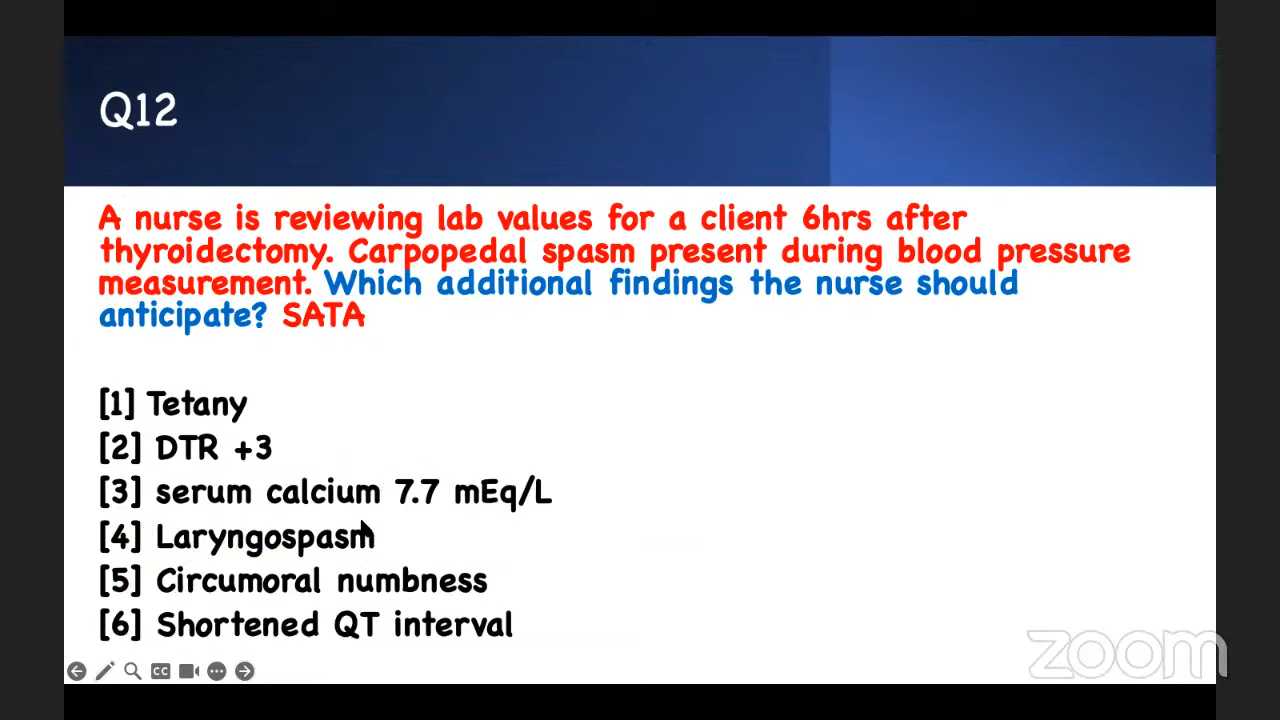 Q12
A nurse is reviewing lab values for a client 6hrs after
thyroidectomy. Carpopedal spasm present during blood pressure
measurement. Which additional findings the nurse should
anticipate? SATA
[1] Tetany
[2] DTR +3
[3] serum calcium 7.7 mEq/L
[4] Laryngospasm
[5] Circumoral numbness
[6] Shortened QT interval
CC
zoom